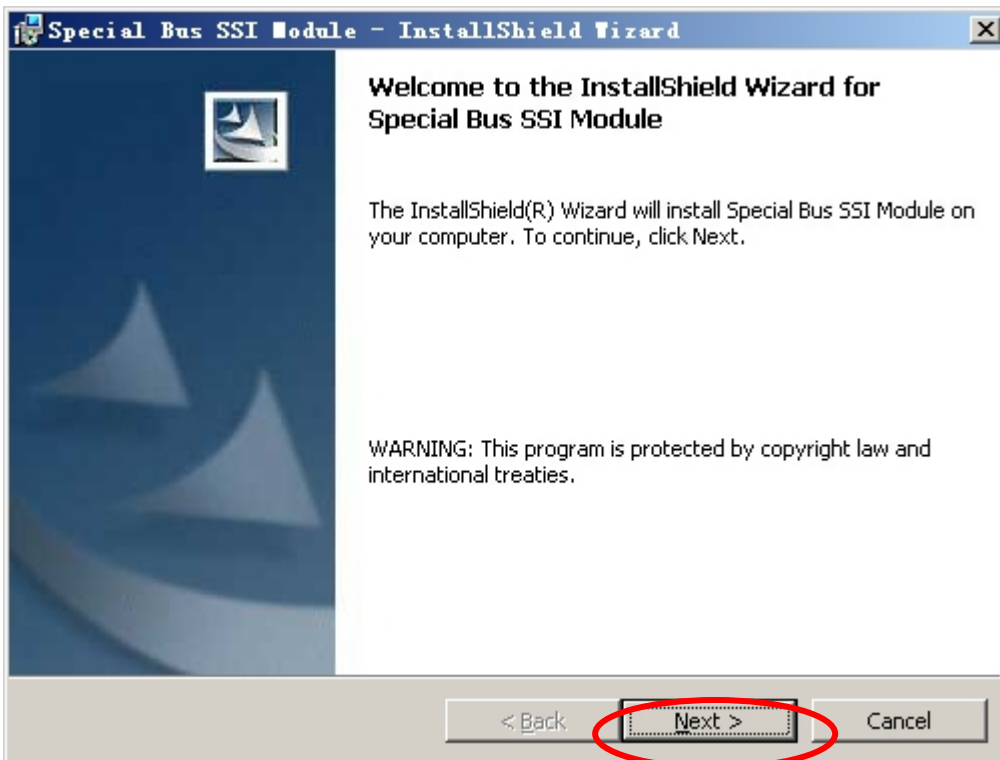 Special Bus SSI Module - InstallShield Wizard
Welcome to the InstallShield Wizard for
Special Bus SSI Module
The InstallShield(R) Wizard will install Special Bus SSI Module on
your computer. To continue, click Next.
WARNING: This program is protected by copyright law and
international treaties.
< Back
Next >
Cancel